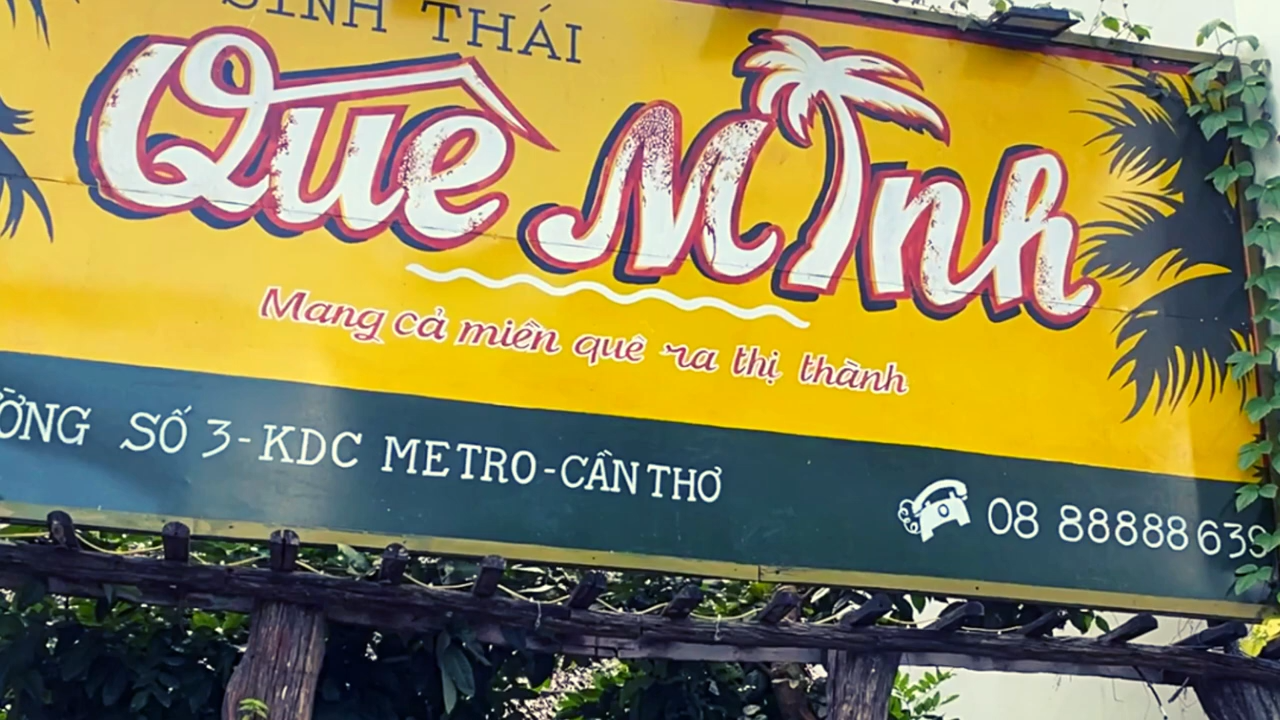 SINH THÁI
Quê Mình
Mang cả miền quê ra thị thành
ƯỜNG SỐ 3-KDC METRO-CẦN THƠ
08 88888 639